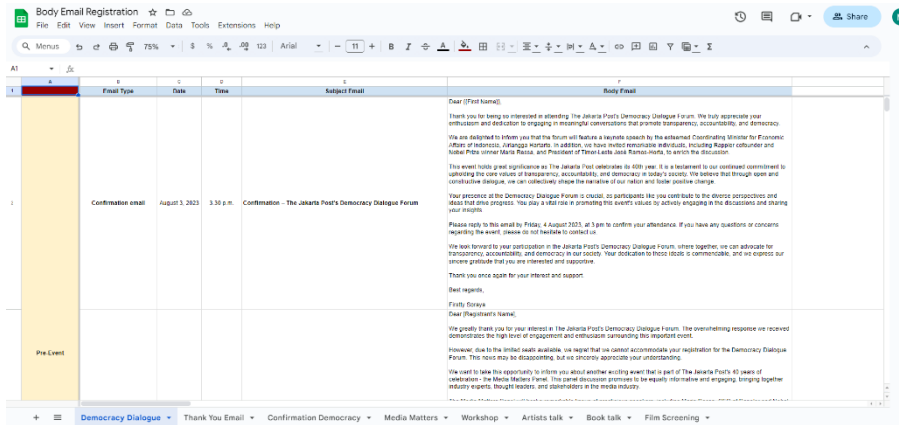 Body Email Registration
File Edit View Insert Format Data Tools Extensions Help
Share
Menus 75% $ % .0 .00 123 Arial 11 B I A
A1 fx
A B C D E F
1 Email Type Date Time Subject Email Body Email
Dear {{First Name}},
Thank you for being so interested in attending The Jakarta Post's Democracy Dialogue Forum. We truly appreciate your
enthusiasm and dedication to engaging in meaningful conversations that promote transparency, accountability, and democracy.
We are delighted to inform you that the forum will feature a keynote speech by the esteemed Coordinating Minister for Economic
Affairs of Indonesia, Airlangga Hartarto. In addition, we have invited remarkable individuals, including Rappler cofounder and
Nobel Prize winner Maria Ressa, and President of Timor-Leste José Ramos-Horta, to enrich the discussion.
This event holds great significance as The Jakarta Post celebrates its 40th year. It is a testament to our continued commitment to
upholding the core values of transparency, accountability, and democracy in today's society. We believe that through open and
constructive dialogue, we can collectively shape the narrative of our nation and foster positive change.
Your presence at the Democracy Dialogue Forum is crucial, as participants like you contribute to the diverse perspectives and
ideas that drive progress. You play a vital role in promoting this event's values by actively engaging in the discussions and sharing
your insights
2 Confirmation email August 3, 2023 3.30 p.m. Confirmation – The Jakarta Post's Democracy Dialogue Forum
Please reply to this email by Friday, 4 August 2023, at 3 pm to confirm your attendance. If you have any questions or concerns
regarding the event, please do not hesitate to contact us.
We look forward to your participation in the Jakarta Post's Democracy Dialogue Forum, where together, we can advocate for
transparency, accountability, and democracy in our society. Your dedication to these ideals is commendable, and we express our
sincere gratitude that you are interested and supportive.
Thank you once again for your interest and support.
Best regards,
Firstly Soraya
Dear [Registrant's Name],
We greatly thank you for your interest in The Jakarta Post's Democracy Dialogue Forum. The overwhelming response we received
demonstrates the high level of engagement and enthusiasm surrounding this important event.
Pre-Event
However, due to the limited seats available, we regret that we cannot accommodate your registration for the Democracy Dialogue
Forum. This news may be disappointing, but we sincerely appreciate your understanding.
We want to take this opportunity to inform you about another exciting event that is part of The Jakarta Post's 40 years of
celebration - the Media Matters Panel. This panel discussion promises to be equally informative and engaging, bringing together
industry experts, thought leaders, and stakeholders in the media industry.
Democracy Dialogue Thank You Email Confirmation Democracy Media Matters Workshop Artists talk Book talk Film Screening